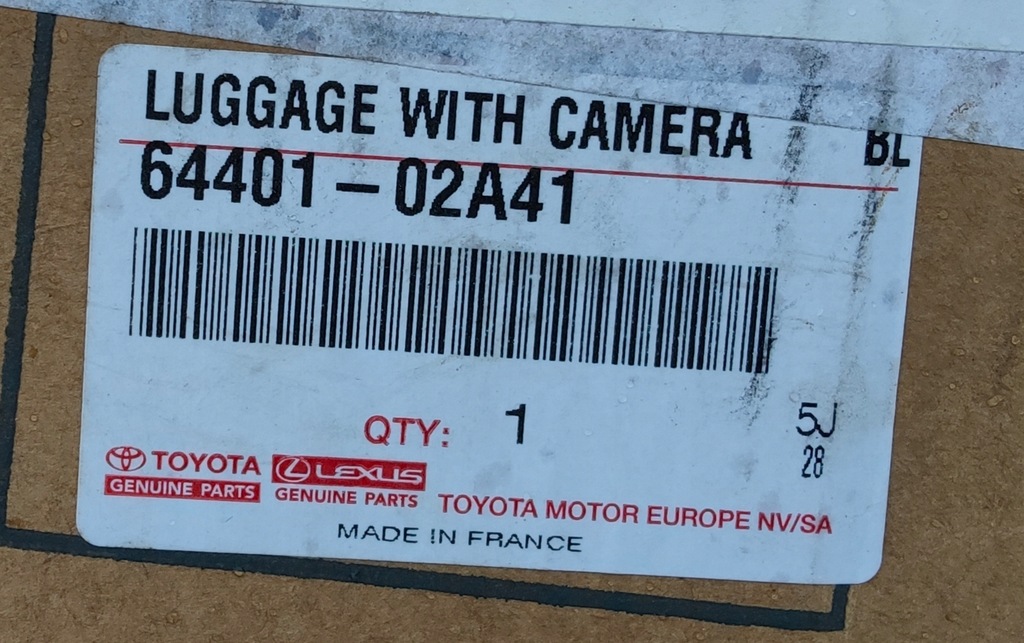 LUGGAGE WITH CAMERA BL
64401-02A41
QTY: 1 5J
28
TOYOTA
GENUINE PARTS
LEXUS
GENUINE PARTS
TOYOTA MOTOR EUROPE NV/SA
MADE IN FRANCE